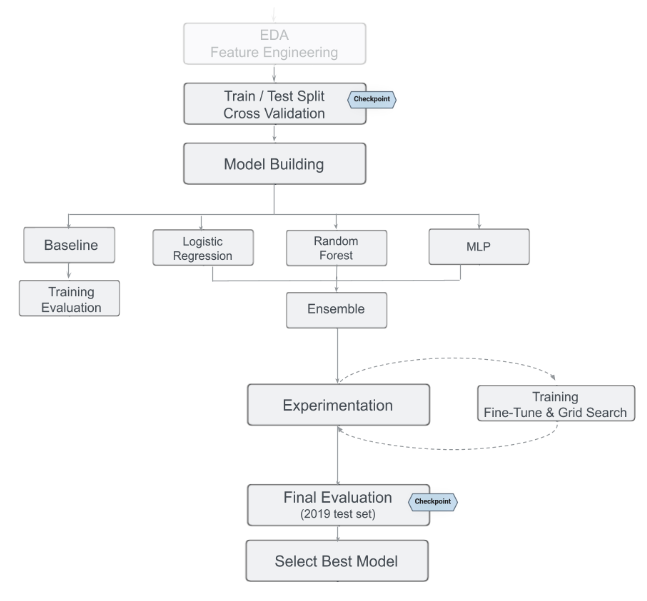 EDA
Feature Engineering
Train / Test Split
Cross Validation
Checkpoint
Model Building
Baseline
Logistic
Regression
Random
Forest
MLP
Training
Evaluation
Ensemble
Experimentation
Training
Fine-Tune & Grid Search
Final Evaluation
(2019 test set)
Checkpoint
Select Best Model